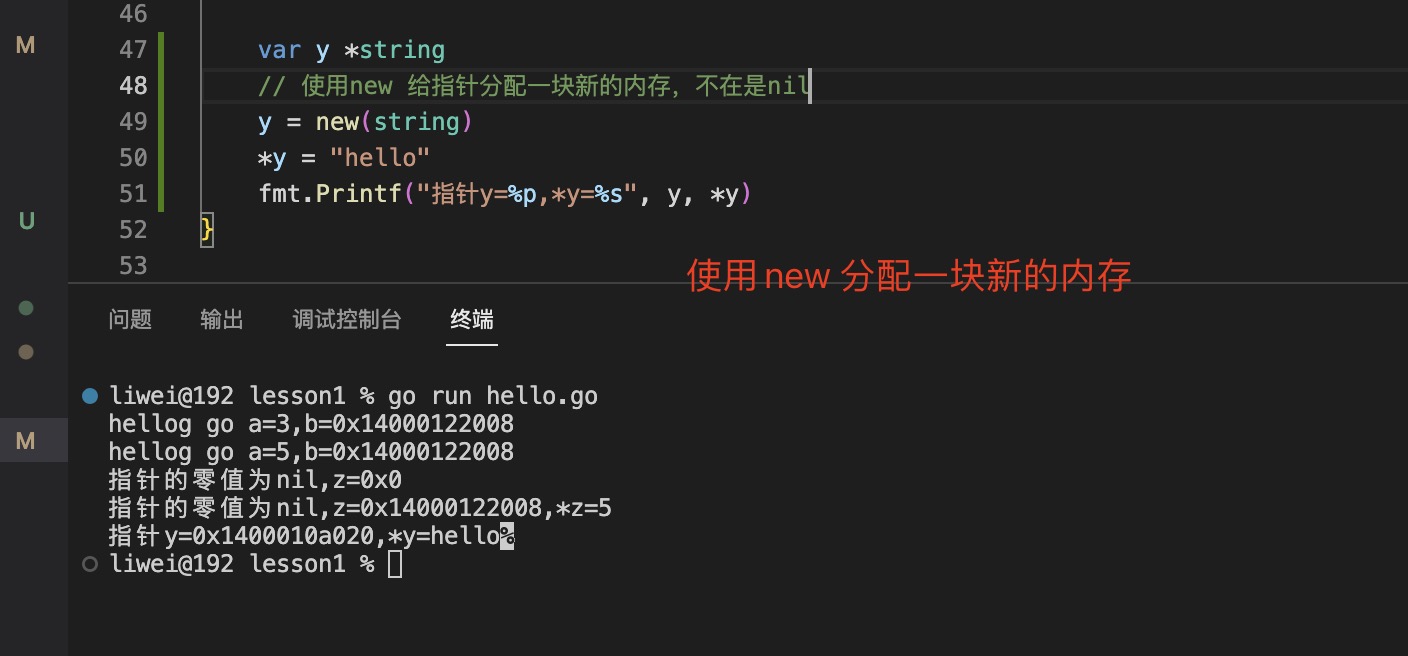 46
M
47 var y *string
48 // 使用new 给指针分配一块新的内存，不在是nil
49 y = new(string)
50 *y = "hello"
51 fmt.Printf("指针y=%p,*y=%s", y, *y)
U
52 }
53
使用new 分配一块新的内存
问题 输出 调试控制台 终端
liwei@192 lesson1 % go run hello.go
hellog go a=3,b=0x14000122008
M
hellog go a=5,b=0x14000122008
指针的零值为nil,z=0x0
指针的零值为nil,z=0x14000122008,*z=5
指针y=0x1400010a020,*y=hello%
liwei@192 lesson1 %